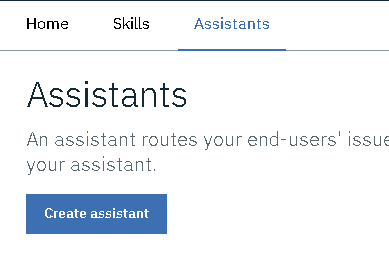 Home Skills Assistants
Assistants
An assistant routes your end-users' issue
your assistant.
Create assistant